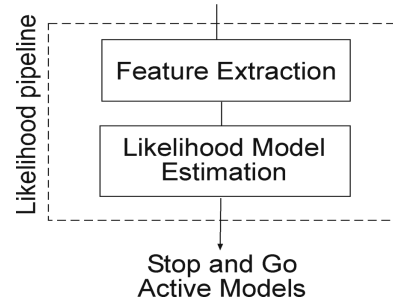 Likelihood pipeline
Feature Extraction
Likelihood Model
Estimation
Stop and Go
Active Models